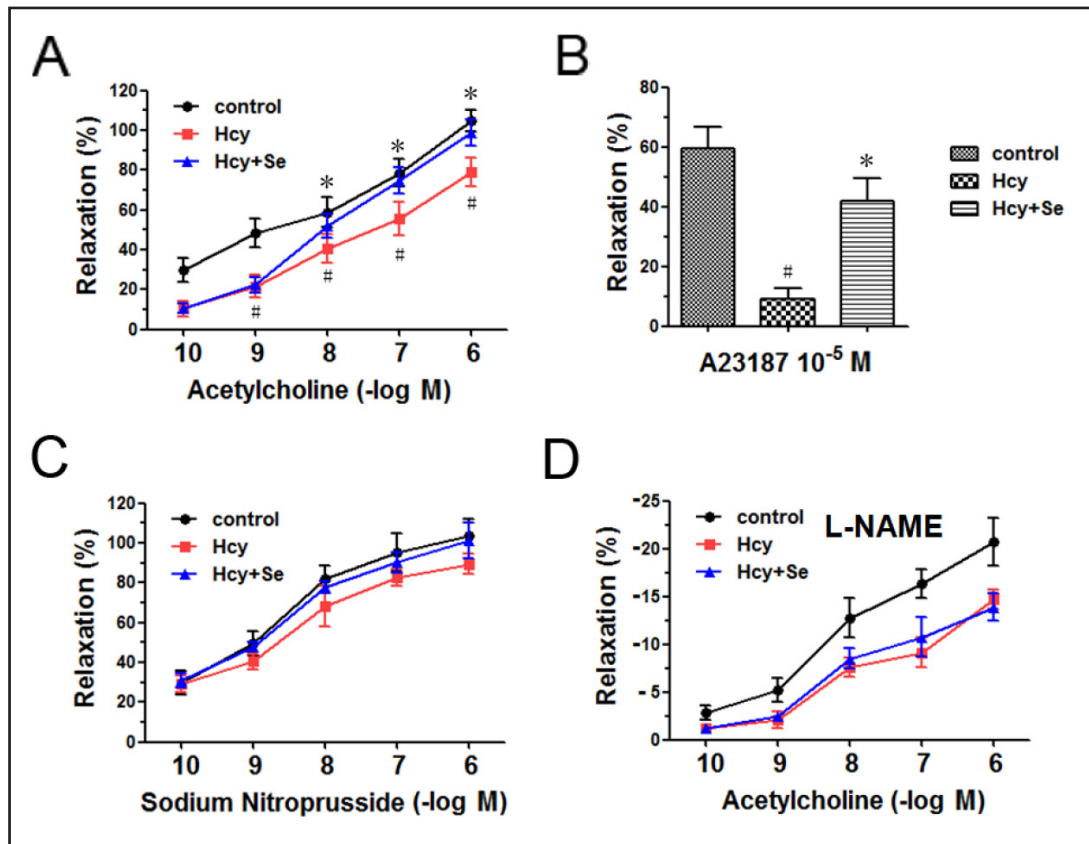 A
Relaxation (%)
120
100
80
60
40
20
0
control
Hcy
Hcy+Se
*
*
*
*
#
#
#
#
10 9 8 7 6
Acetylcholine (-log M)
B
Relaxation (%)
80
60
40
20
0
#
*
control
Hcy
Hcy+Se
A23187 10⁻⁵ M
C
Relaxation (%)
120
100
80
60
40
20
0
control
Hcy
Hcy+Se
10 9 8 7 6
Sodium Nitroprusside (-log M)
D
Relaxation (%)
-25
-20
-15
-10
-5
0
control
Hcy
Hcy+Se
L-NAME
10 9 8 7 6
Acetylcholine (-log M)